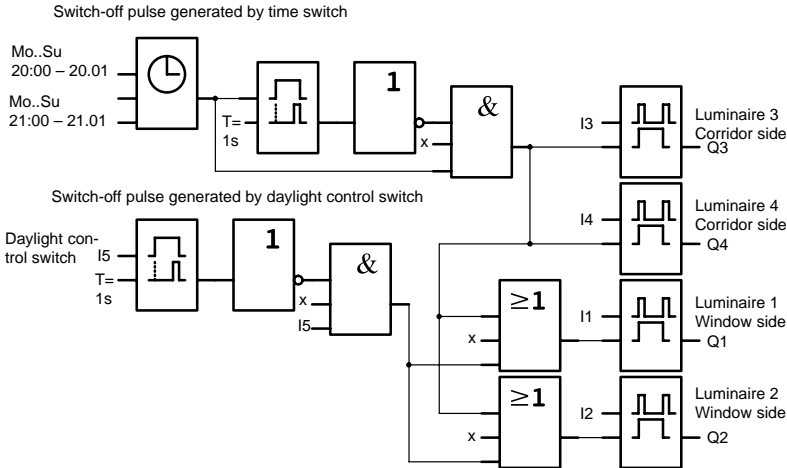 Switch-off pulse generated by time switch
Mo..Su
20:00 – 20.01
Mo..Su
21:00 – 21.01
T=
1s
1
x
&
I3
Luminaire 3
Corridor side
Q3
Switch-off pulse generated by daylight control switch
I4
Luminaire 4
Corridor side
Q4
Daylight con-
trol switch
I5
T=
1s
1
x
I5
&
≥1
x
I1
Luminaire 1
Window side
Q1
≥1
x
I2
Luminaire 2
Window side
Q2